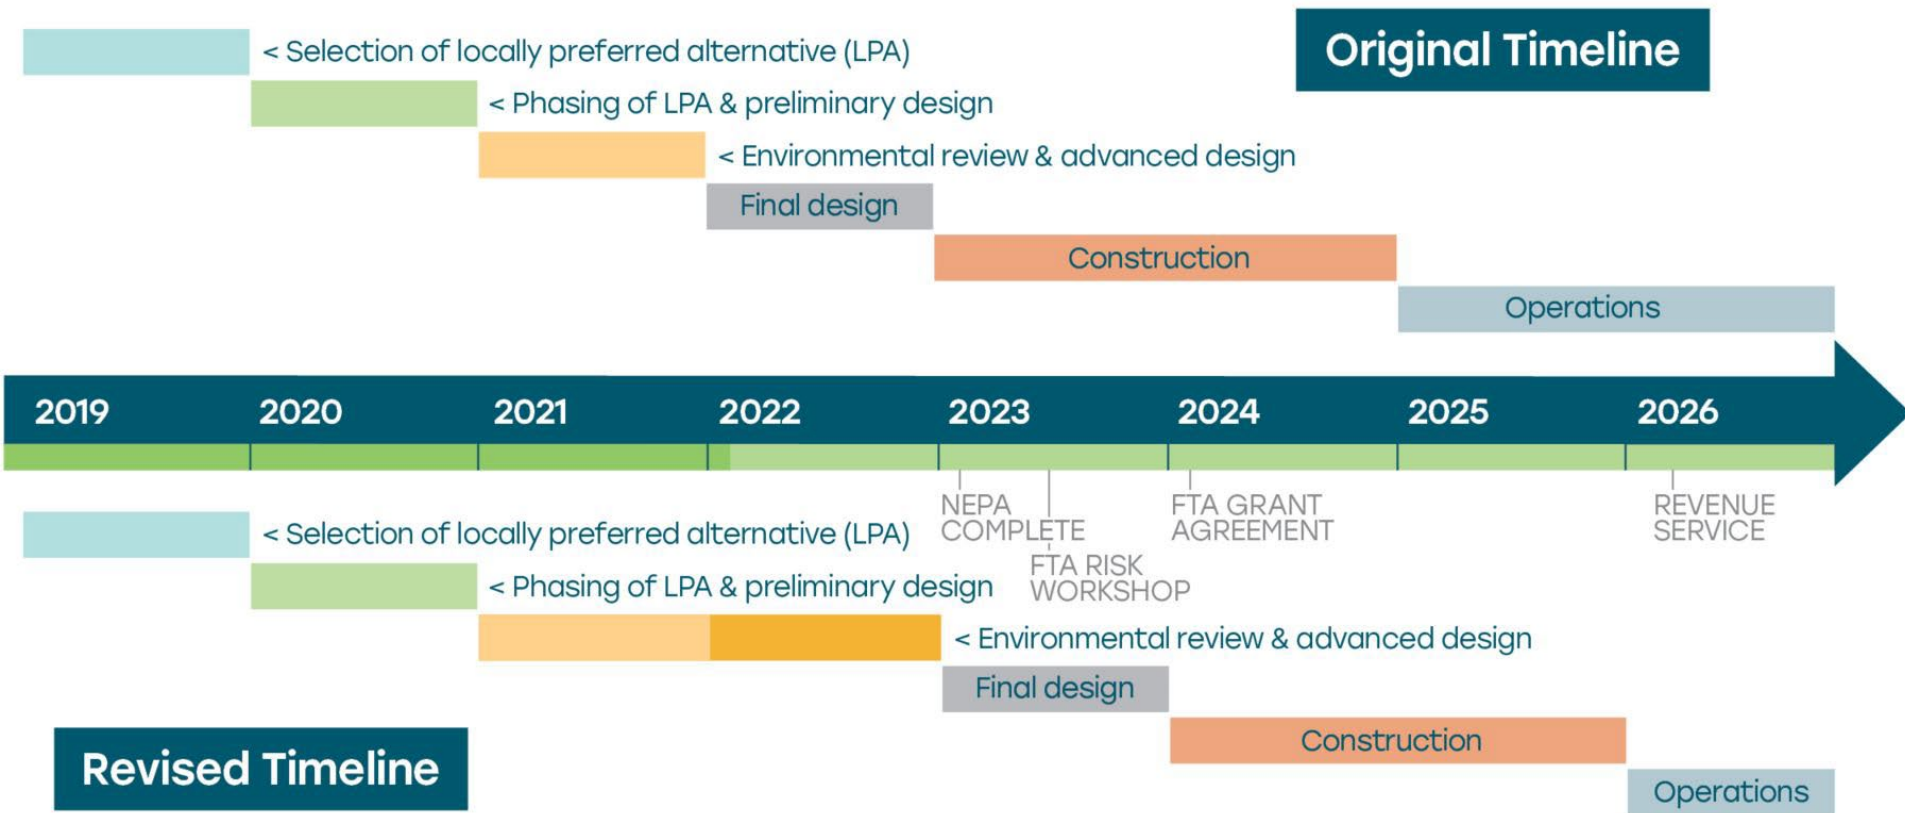 Original Timeline
< Selection of locally preferred alternative (LPA)
< Phasing of LPA & preliminary design
< Environmental review & advanced design
Final design
Construction
Operations
2019 2020 2021 2022 2023 2024 2025 2026
NEPA
COMPLETE
FTA RISK
WORKSHOP
FTA GRANT
AGREEMENT
REVENUE
SERVICE
< Selection of locally preferred alternative (LPA)
< Phasing of LPA & preliminary design
< Environmental review & advanced design
Final design
Construction
Operations
Revised Timeline